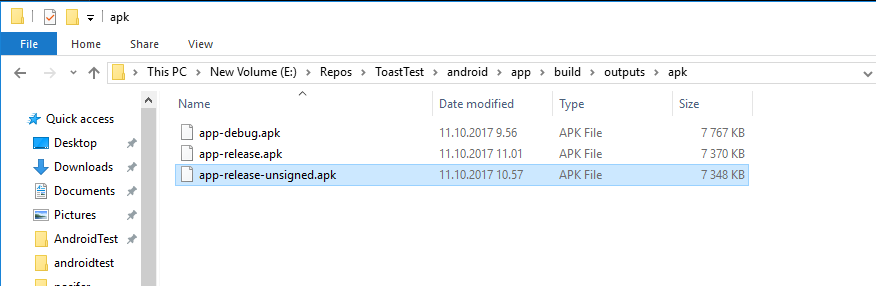 apk
File Home Share View
This PC New Volume (E:) Repos ToastTest android app build outputs apk
Name Date modified Type Size
Quick access
Desktop
Downloads
Documents
Pictures
AndroidTest
androidtest
app-debug.apk 11.10.2017 9.56 APK File 7 767 KB
app-release.apk 11.10.2017 11.01 APK File 7 370 KB
app-release-unsigned.apk 11.10.2017 10.57 APK File 7 348 KB